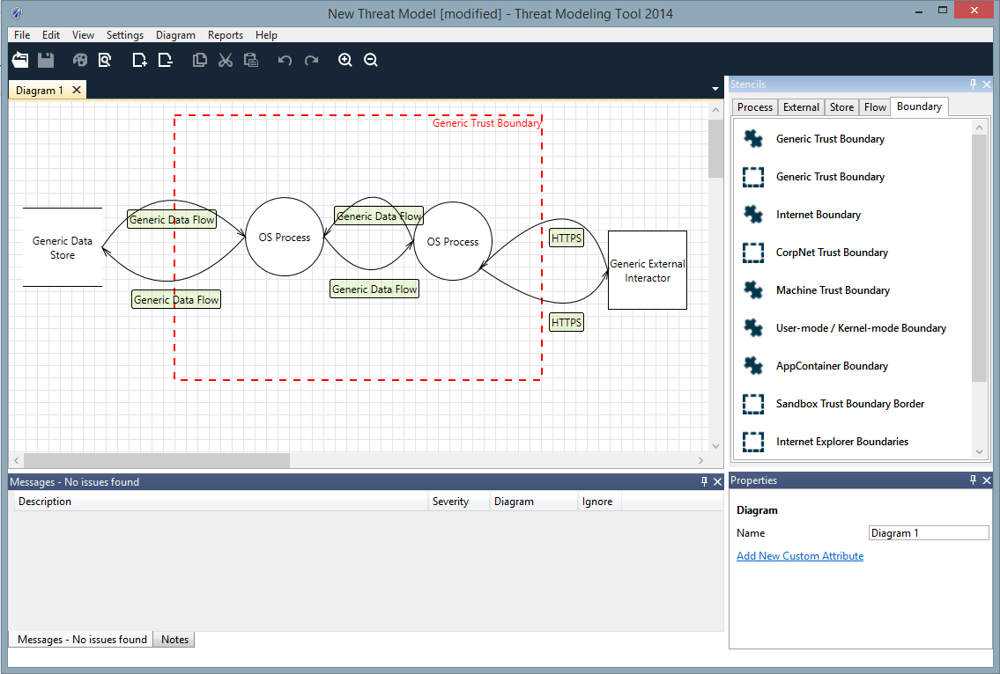 New Threat Model [modified] - Threat Modeling Tool 2014
File Edit View Settings Diagram Reports Help
Diagram 1
Generic Trust Boundary
Generic Data Flow
Generic Data Flow
Generic Data
Store
OS Process
OS Process
HTTPS
Generic External
Interactor
Generic Data Flow
Generic Data Flow
HTTPS
Stencils
Process External Store Flow Boundary
Generic Trust Boundary
Generic Trust Boundary
Internet Boundary
CorpNet Trust Boundary
Machine Trust Boundary
User-mode / Kernel-mode Boundary
AppContainer Boundary
Sandbox Trust Boundary Border
Internet Explorer Boundaries
Messages - No issues found
Description Severity Diagram Ignore
Messages - No issues found Notes
Properties
Diagram
Name Diagram 1
Add New Custom Attribute